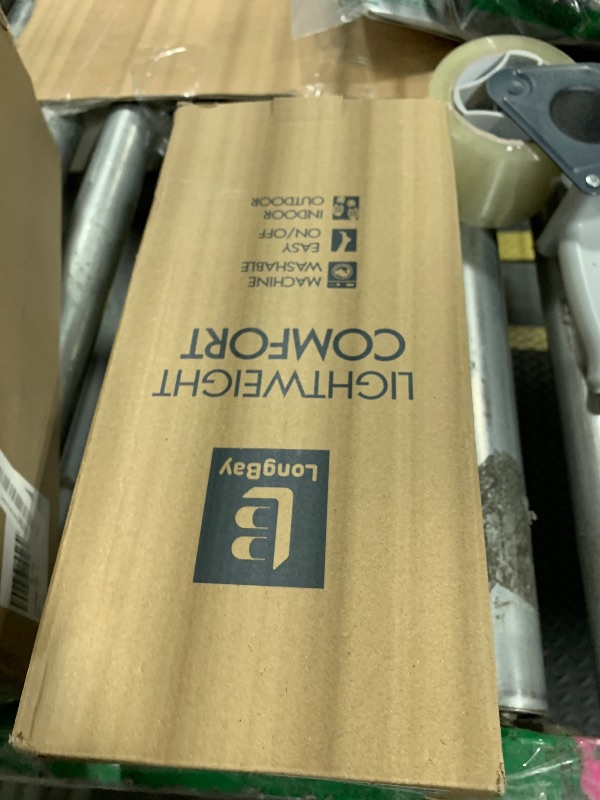 LongBay
LIGHTWEIGHT
COMFORT
MACHINE
WASHABLE
EASY
ON/OFF
INDOOR
OUTDOOR